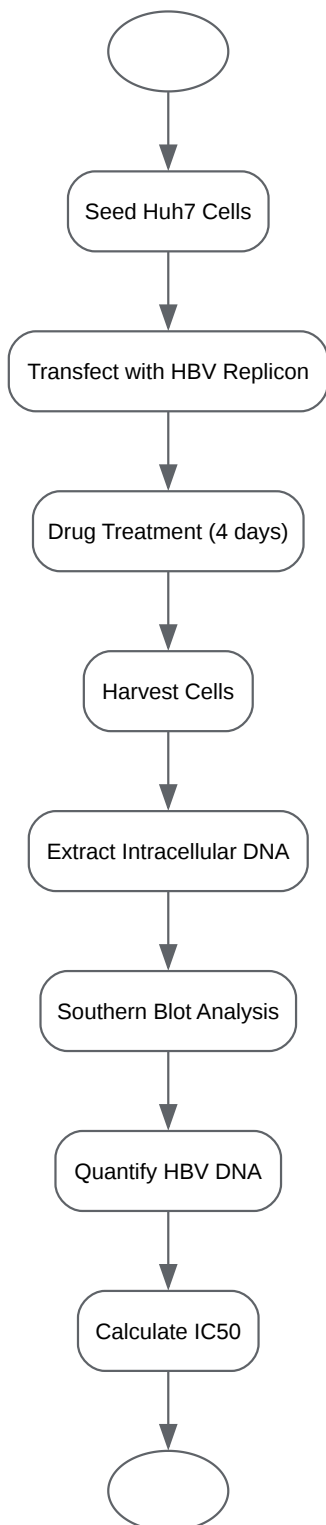 Seed Huh7 Cells
Transfect with HBV Replicon
Drug Treatment (4 days)
Harvest Cells
Extract Intracellular DNA
Southern Blot Analysis
Quantify HBV DNA
Calculate IC50